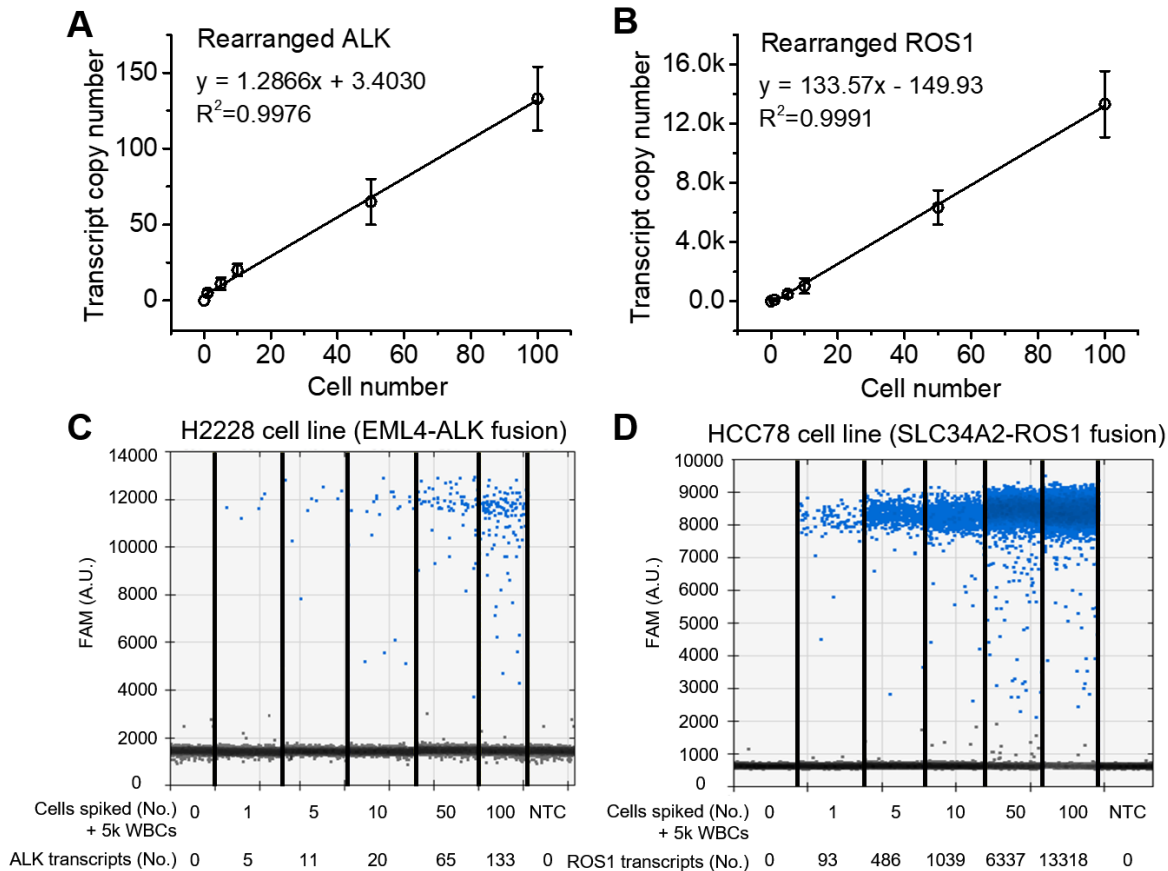 A
Rearranged ALK
y = 1.2866x + 3.4030
R²=0.9976
Transcript copy number
150
100
50
0
0 20 40 60 80 100
Cell number
B
Rearranged ROS1
y = 133.57x - 149.93
R²=0.9991
Transcript copy number
16.0k
12.0k
8.0k
4.0k
0.0
0 20 40 60 80 100
Cell number
C
H2228 cell line (EML4-ALK fusion)
FAM (A.U.)
14000
12000
10000
8000
6000
4000
2000
0
Cells spiked (No.) 0 1 5 10 50 100 NTC
+ 5k WBCs
ALK transcripts (No.) 0 5 11 20 65 133 0
D
HCC78 cell line (SLC34A2-ROS1 fusion)
FAM (A.U.)
10000
9000
8000
7000
6000
5000
4000
3000
2000
1000
0
Cells spiked (No.) 0 1 5 10 50 100 NTC
+ 5k WBCs
ROS1 transcripts (No.) 0 93 486 1039 6337 13318 0